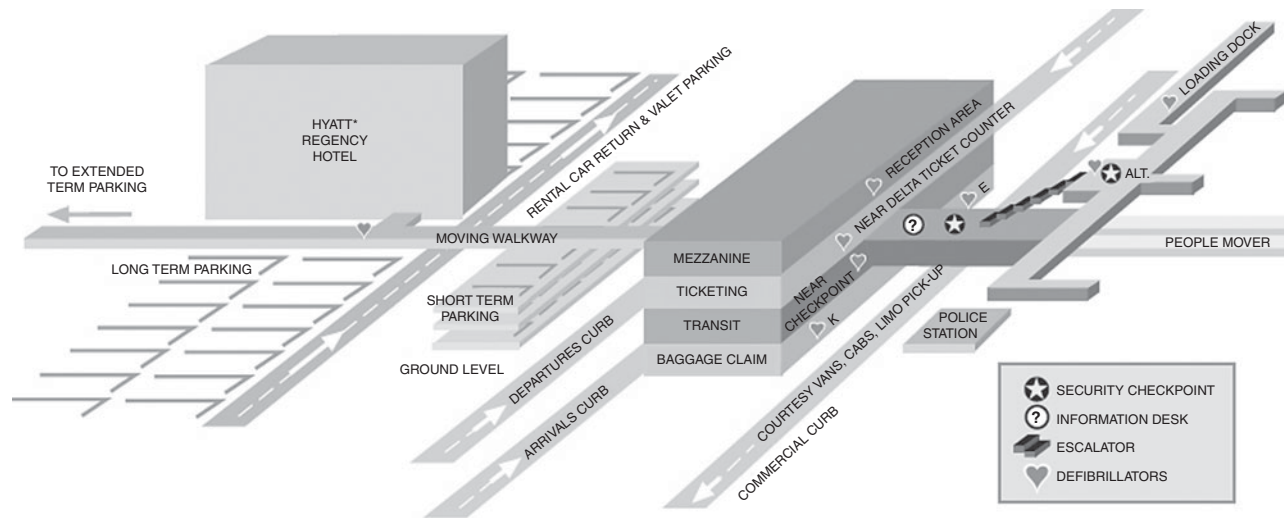 HYATT*
REGENCY
HOTEL
TO EXTENDED
TERM PARKING
RENTAL CAR RETURN & VALET PARKING
MOVING WALKWAY
LONG TERM PARKING
SHORT TERM
PARKING
GROUND LEVEL
DEPARTURES CURB
ARRIVALS CURB
MEZZANINE
TICKETING
TRANSIT
BAGGAGE CLAIM
RECEPTION AREA
NEAR DELTA TICKET COUNTER
E
NEAR
CHECKPOINT
K
?
COURTESY VANS, CABS, LIMO PICK-UP
COMMERCIAL CURB
POLICE
STATION
LOADING DOCK
ALT.
PEOPLE MOVER
SECURITY CHECKPOINT
? INFORMATION DESK
ESCALATOR
DEFIBRILLATORS